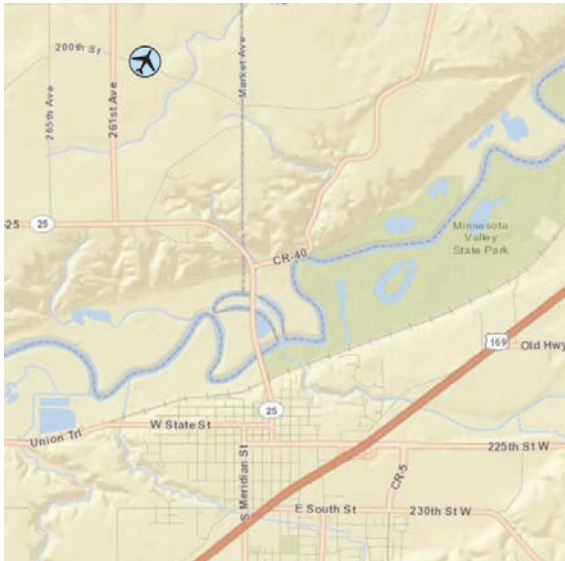 200th St
265th Ave
261st Ave
Market Ave
25
25
CR-40
Minnesota
Valley
State Park
169
Old Hwy
25
W State St
Union Trl
225th St W
S Meridian St
CR-5
E South St
230th St W